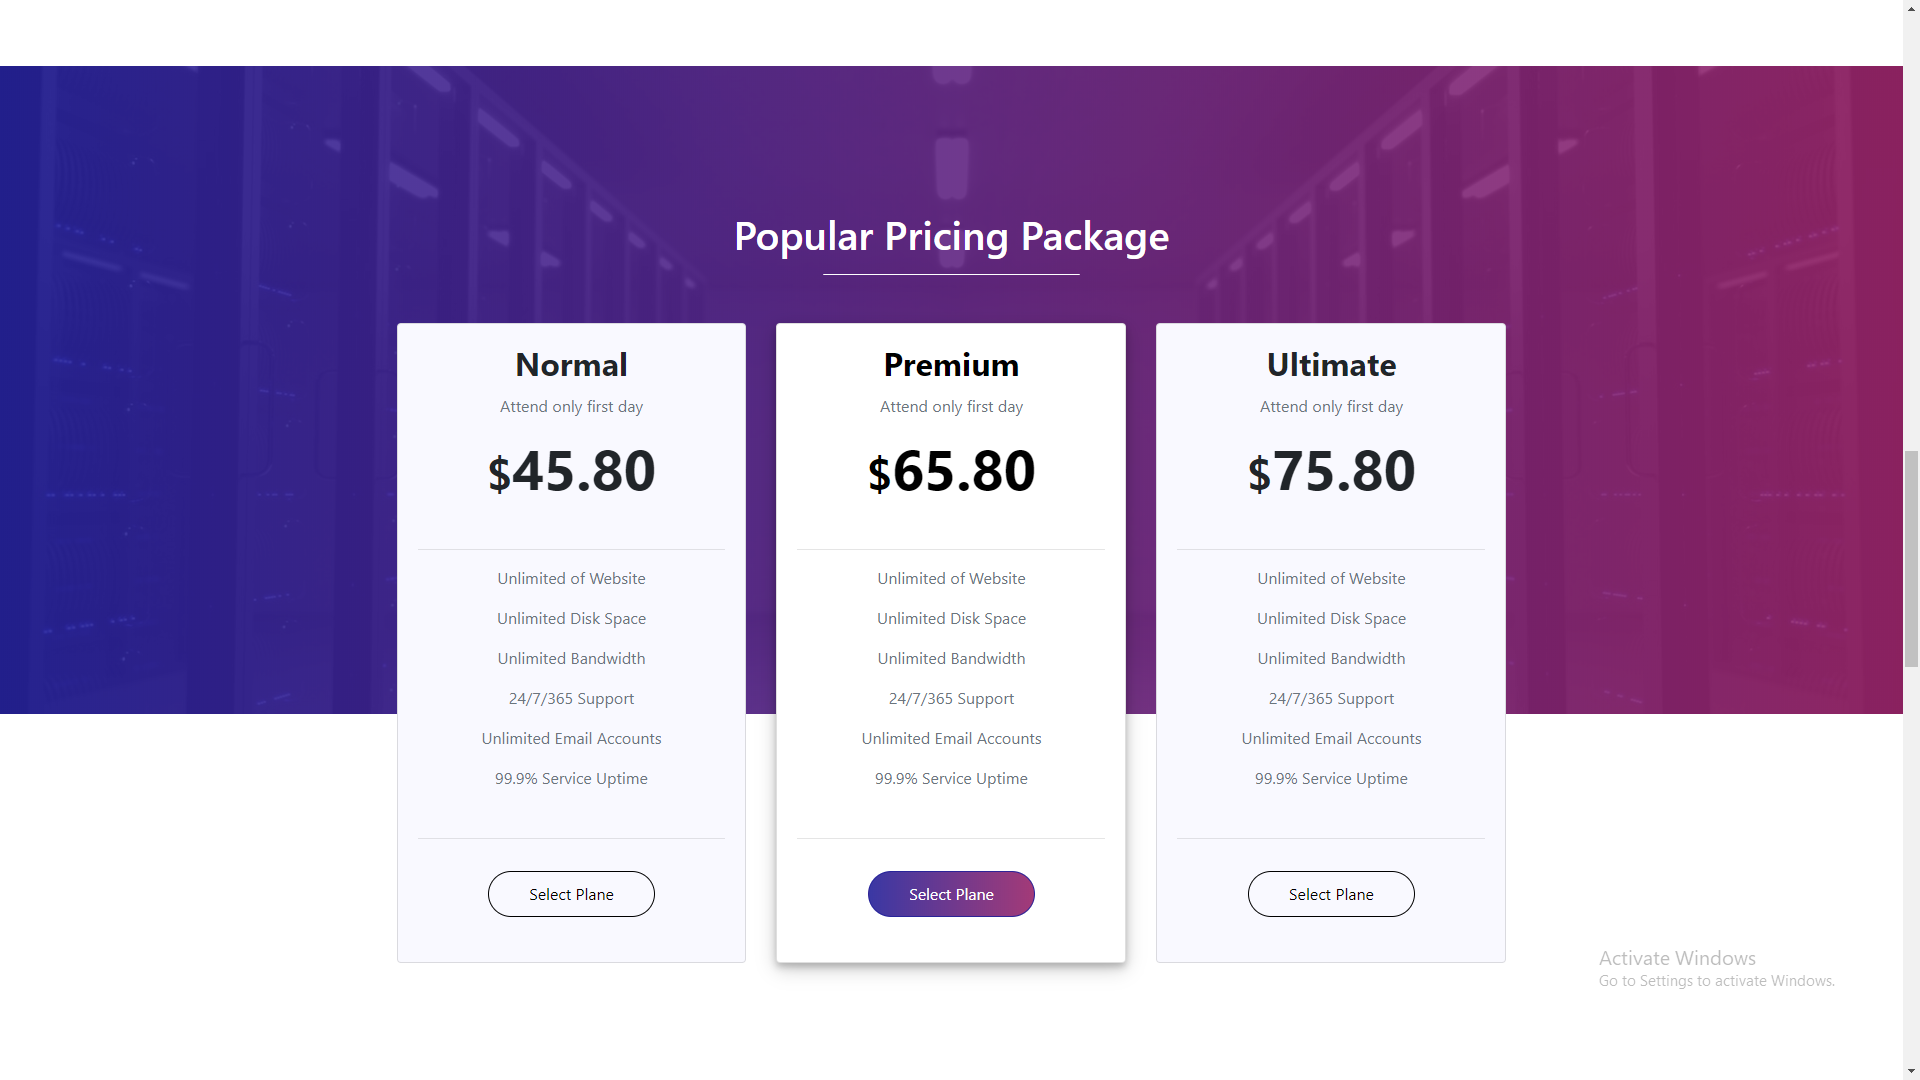 Popular Pricing Package
Normal
Attend only first day
$45.80
Unlimited of Website
Unlimited Disk Space
Unlimited Bandwidth
24/7/365 Support
Unlimited Email Accounts
99.9% Service Uptime
Select Plane
Premium
Attend only first day
$65.80
Unlimited of Website
Unlimited Disk Space
Unlimited Bandwidth
24/7/365 Support
Unlimited Email Accounts
99.9% Service Uptime
Select Plane
Ultimate
Attend only first day
$75.80
Unlimited of Website
Unlimited Disk Space
Unlimited Bandwidth
24/7/365 Support
Unlimited Email Accounts
99.9% Service Uptime
Select Plane
Activate Windows
Go to Settings to activate Windows.